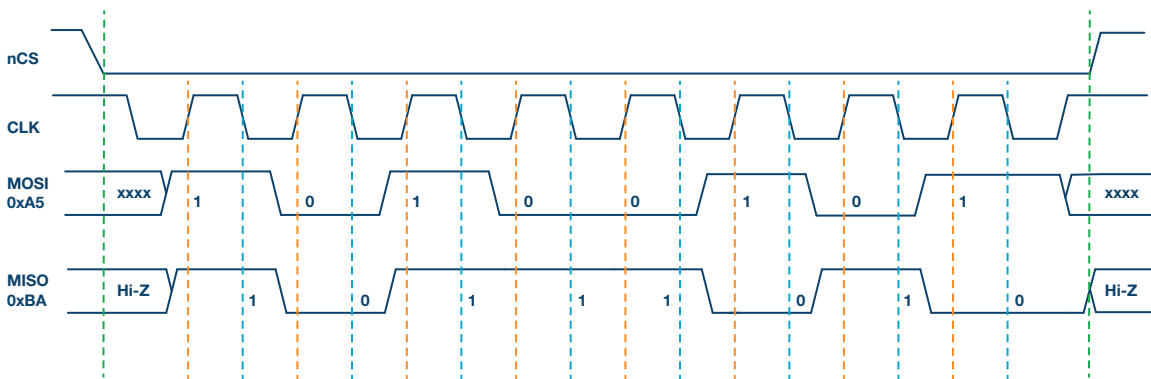 nCS
CLK
MOSI
0xA5
xxxx 1 0 1 0 0 1 0 1 xxxx
MISO
0xBA
Hi-Z 1 0 1 1 1 0 1 0 Hi-Z